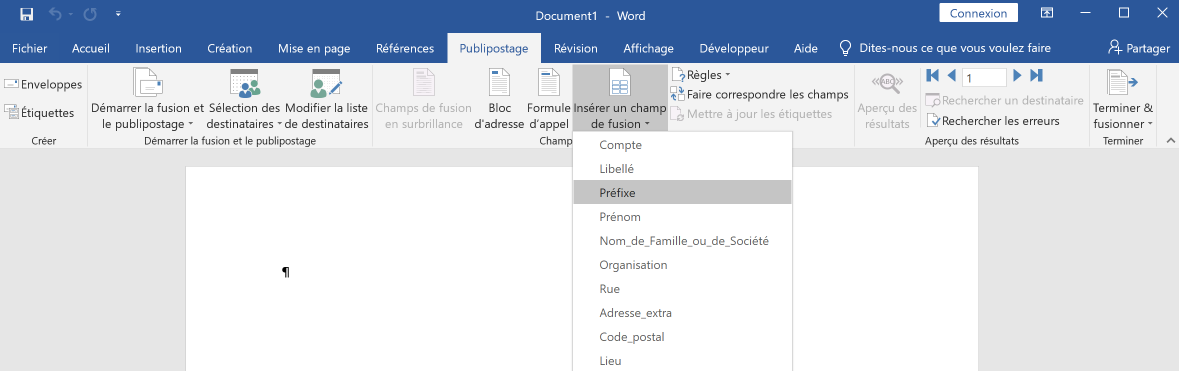 Document1 - Word
Connexion
Fichier
Accueil
Insertion
Création
Mise en page
Références
Publipostage
Révision
Affichage
Développeur
Aide
Dites-nous ce que vous voulez faire
Partager
Enveloppes
Étiquettes
Créer
Démarrer la fusion et
le publipostage
Sélection des
destinataires
Modifier la liste
de destinataires
Démarrer la fusion et le publipostage
Champs de fusion
en surbrillance
Bloc
d'adresse
Formule
d'appel
Insérer un champ
de fusion
Règles
Faire correspondre les champs
Mettre à jour les étiquettes
Champ
ABC
Aperçu des
résultats
1
Rechercher un destinataire
Rechercher les erreurs
Aperçu des résultats
Terminer &
fusionner
Terminer
Compte
Libellé
Préfixe
Prénom
Nom_de_Famille_ou_de_Société
Organisation
Rue
Adresse_extra
Code_postal
Lieu
¶